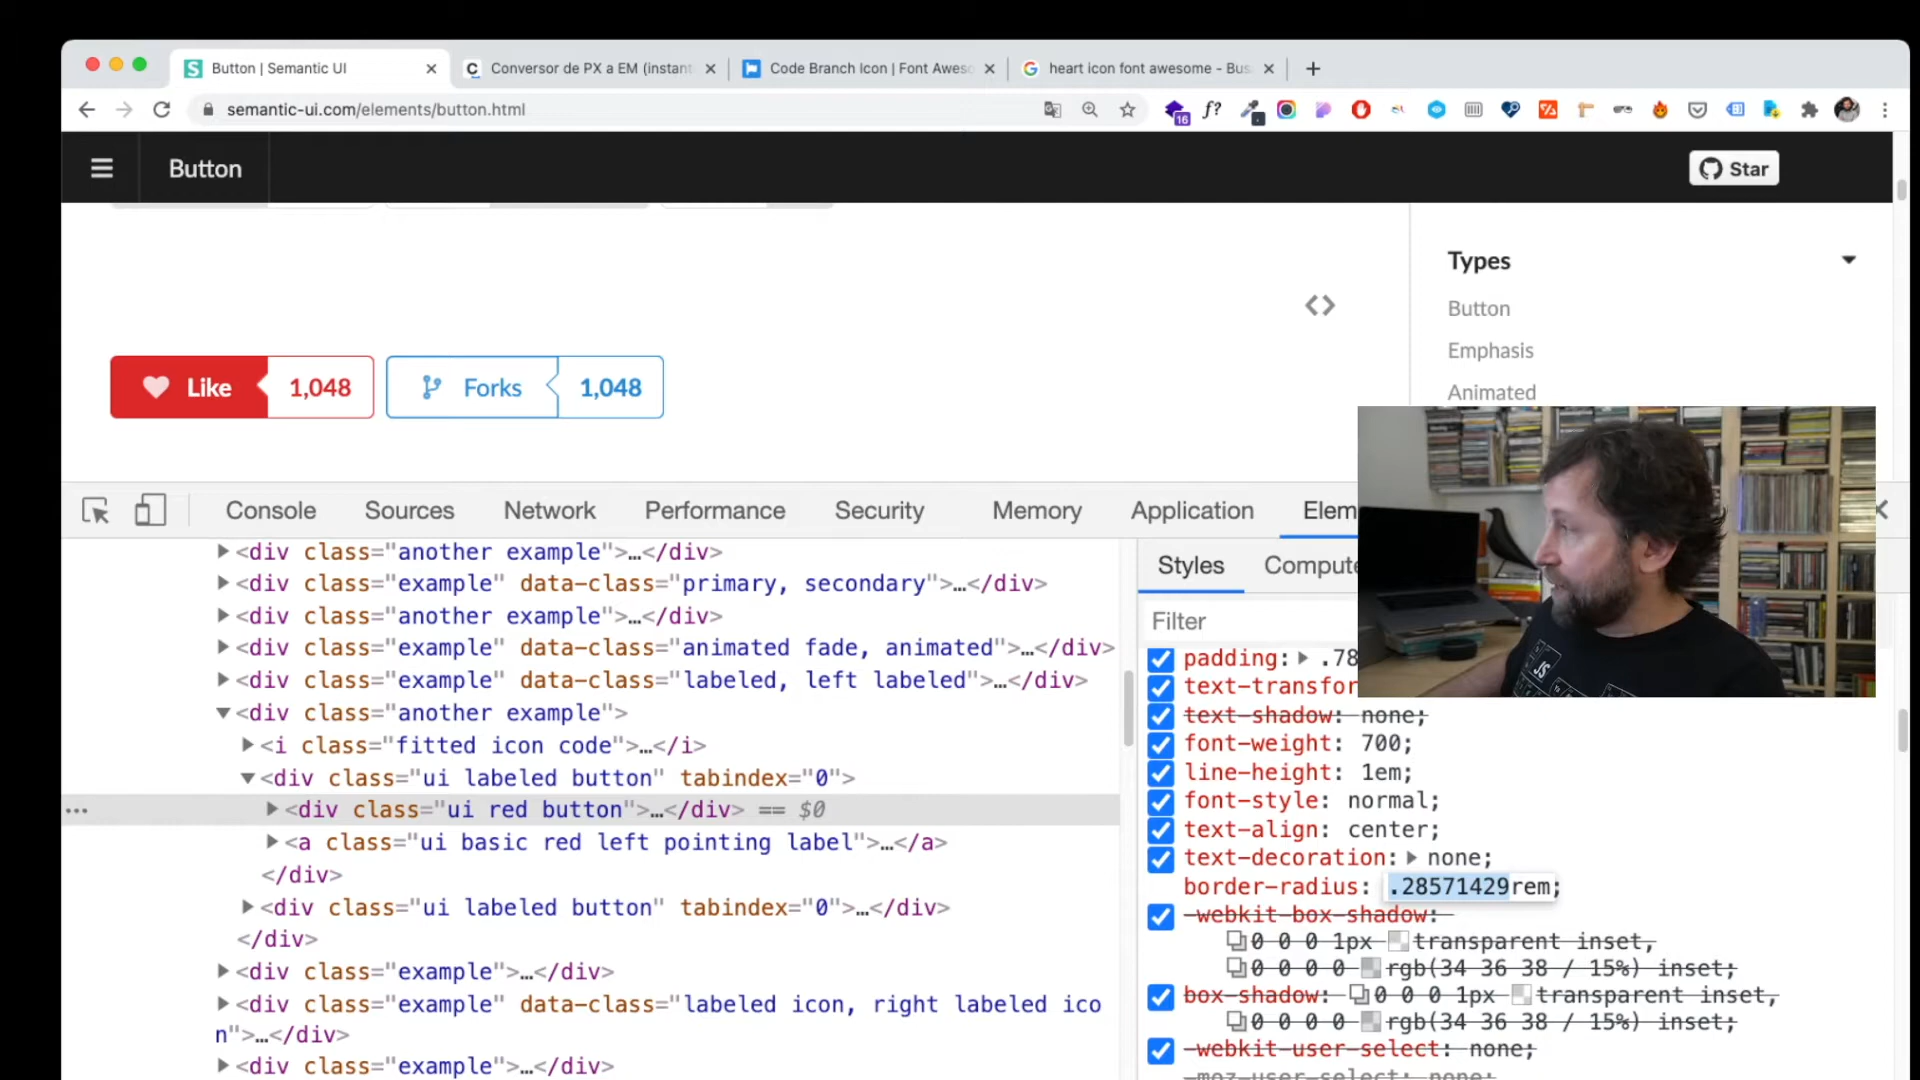 Button | Semantic UI
Conversor de PX a EM (instant
Code Branch Icon | Font Aweso
heart icon font awesome - Bus
semantic-ui.com/elements/button.html
16
f?
Button
Star
Types
Button
Emphasis
Animated
Like
1,048
Forks
1,048
Console
Sources
Network
Performance
Security
Memory
Application
Elem
<div class="another example">…</div>
<div class="example" data-class="primary, secondary">…</div>
<div class="another example">…</div>
<div class="example" data-class="animated fade, animated">…</div>
<div class="example" data-class="labeled, left labeled">…</div>
<div class="another example">
<i class="fitted icon code">…</i>
<div class="ui labeled button" tabindex="0">
<div class="ui red button">…</div> == $0
<a class="ui basic red left pointing label">…</a>
</div>
<div class="ui labeled button" tabindex="0">…</div>
</div>
<div class="example">…</div>
<div class="example" data-class="labeled icon, right labeled ico
n">…</div>
<div class="example">…</div>
Styles
Compute
Filter
padding: .78
text-transfor
text-shadow: none;
font-weight: 700;
line-height: 1em;
font-style: normal;
text-align: center;
text-decoration: none;
border-radius: .28571429rem;
-webkit-box-shadow:
0 0 0 1px transparent inset,
0 0 0 0 rgb(34 36 38 / 15%) inset;
box-shadow: 0 0 0 1px transparent inset,
0 0 0 0 rgb(34 36 38 / 15%) inset;
-webkit-user-select: none;
-moz-user-select: none;
JS